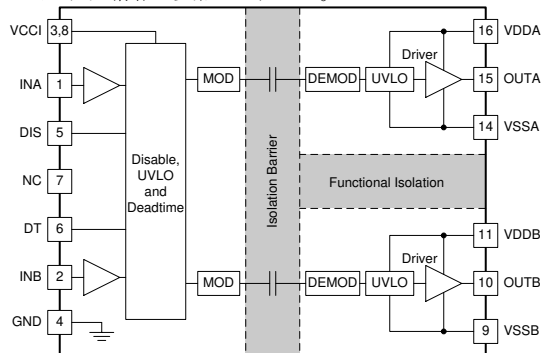 VCCI 3,8
INA 1
DIS 5
NC 7
DT 6
INB 2
GND 4
Disable,
UVLO
and
Deadtime
MOD
MOD
Isolation Barrier
DEMOD
UVLO
Driver
16 VDDA
15 OUTA
14 VSSA
Functional Isolation
DEMOD
UVLO
Driver
11 VDDB
10 OUTB
9 VSSB